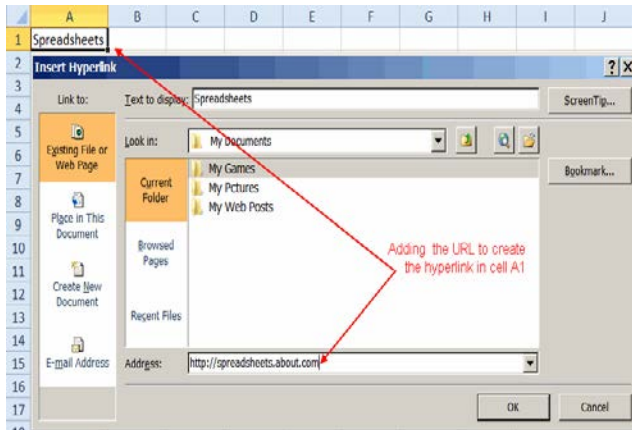 A B C D E F G H I J
1 Spreadsheets
2
Insert Hyperlink ? X
3
4
5
6
7
8
9
10
11
12
13
14
15
16
17
18
Link to:
Text to display: Spreadsheets
ScreenTip...
Existing File or
Web Page
Look in: My Documents
Bookmark...
Current
Folder
My Games
My Pictures
My Web Posts
Place in This
Document
Browsed
Pages
Adding the URL to create
the hyperlink in cell A1
Create New
Document
Recent Files
E-mail Address
Address: http://spreadsheets.about.com
OK Cancel